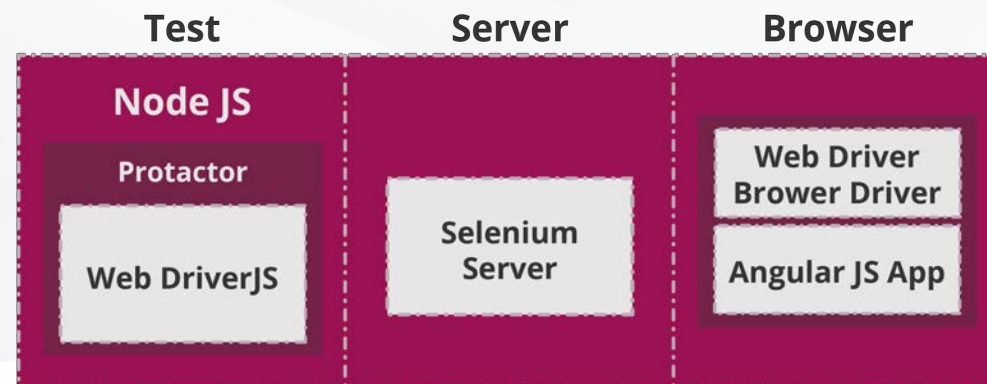 Test
Server
Browser
Node JS
Protactor
Web DriverJS
Selenium
Server
Web Driver
Brower Driver
Angular JS App